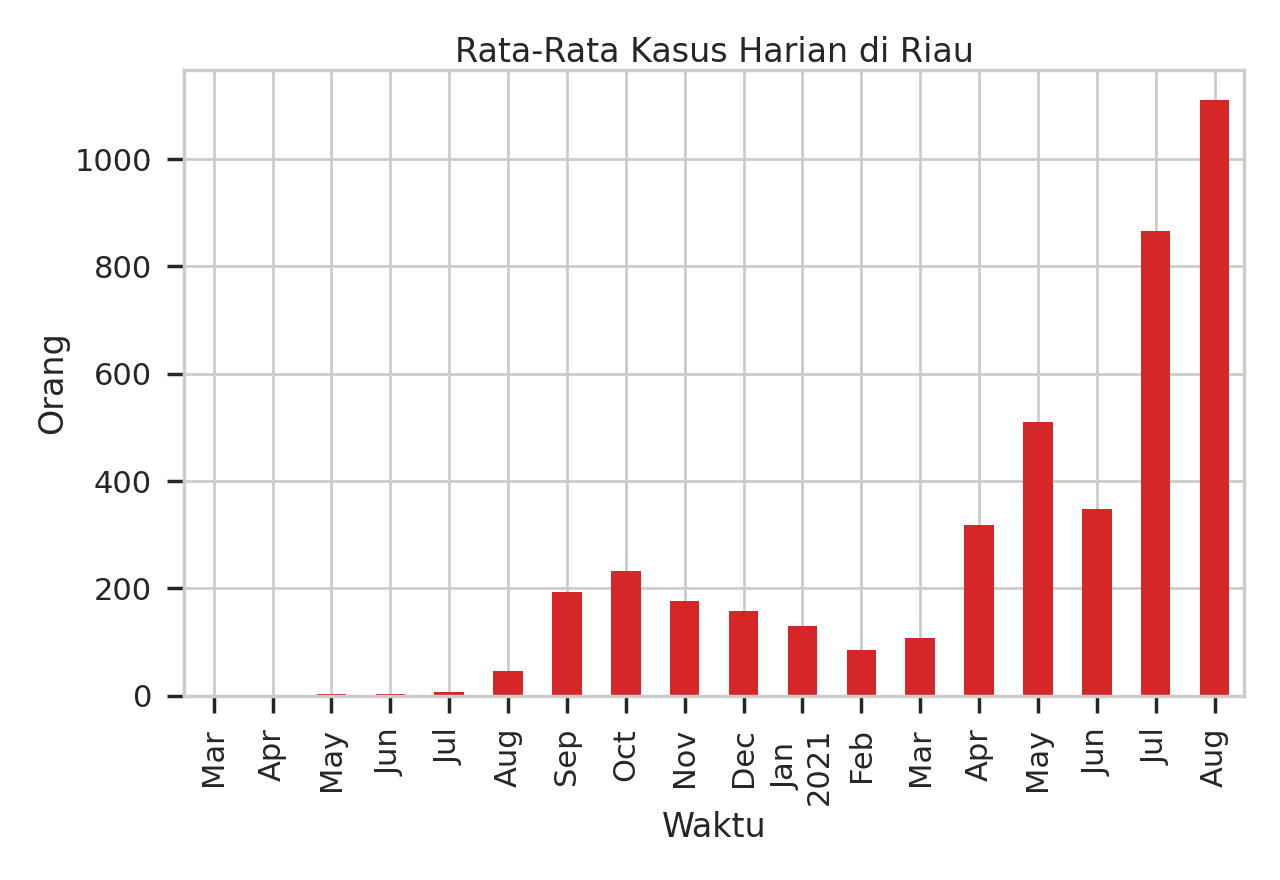 Rata-Rata Kasus Harian di Riau
1000
800
600
400
200
0
Orang
Mar
Apr
May
Jun
Jul
Aug
Sep
Oct
Nov
Dec
Jan
2021
Feb
Mar
Apr
May
Jun
Jul
Aug
Waktu